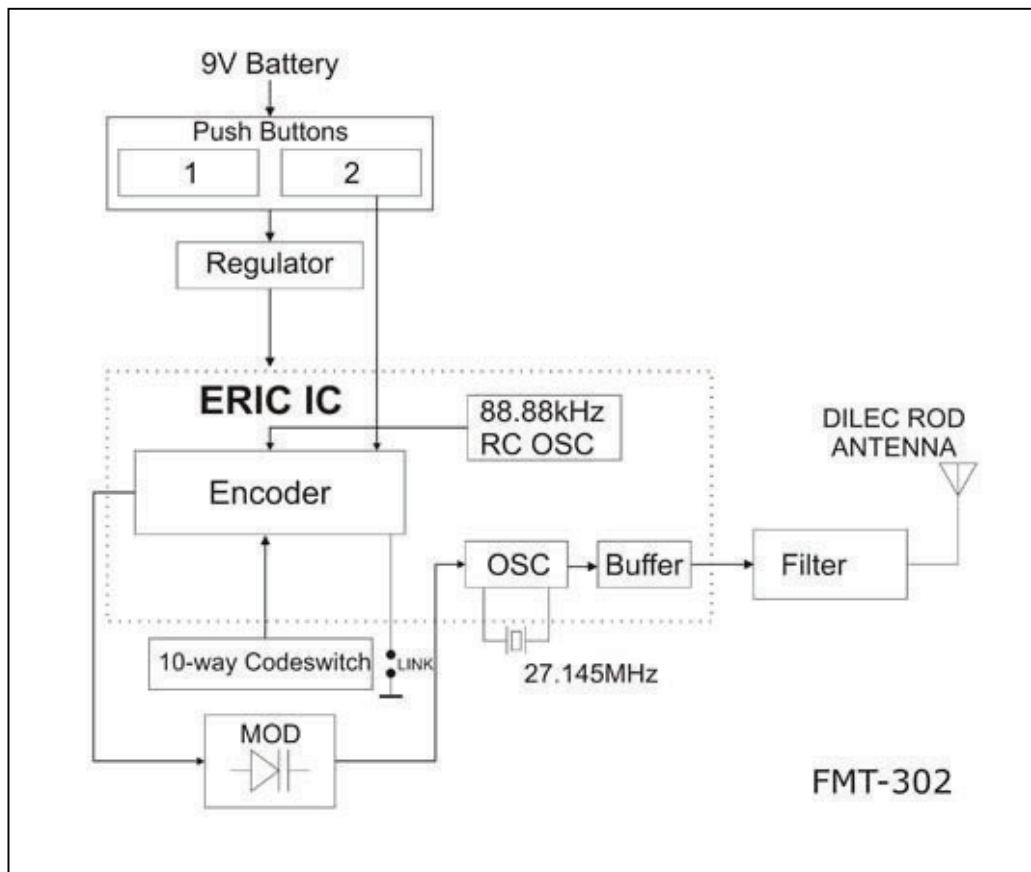 9V Battery
Push Buttons
1
2
Regulator
ERIC IC
88.88kHz
RC OSC
DILEC ROD
ANTENNA
Encoder
OSC
Buffer
Filter
10-way Codeswitch
LINK
27.145MHz
MOD
FMT-302